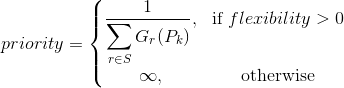 priority = { 1 / ∑_{r∈S} G_r(P_k), if flexibility > 0
∞, otherwise